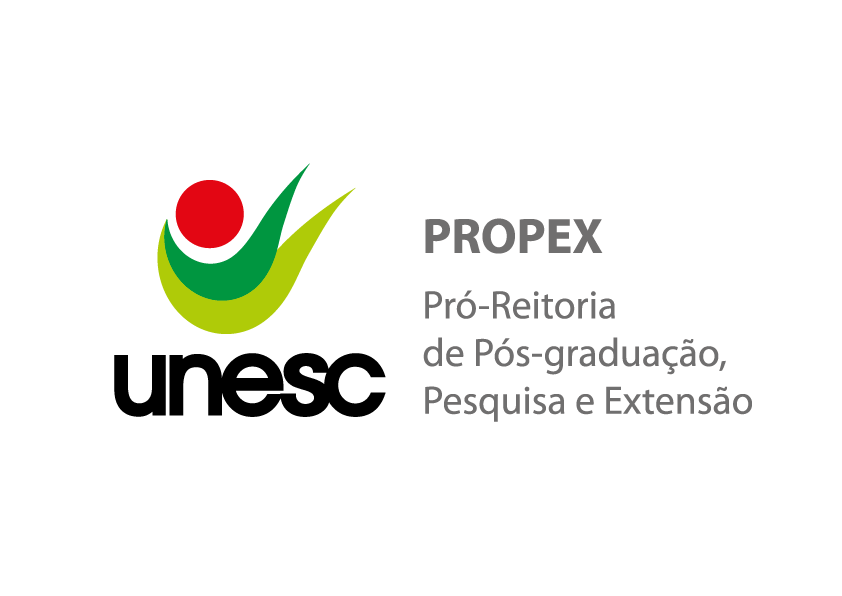 unesc
PROPEX
Pró-Reitoria
de Pós-graduação,
Pesquisa e Extensão